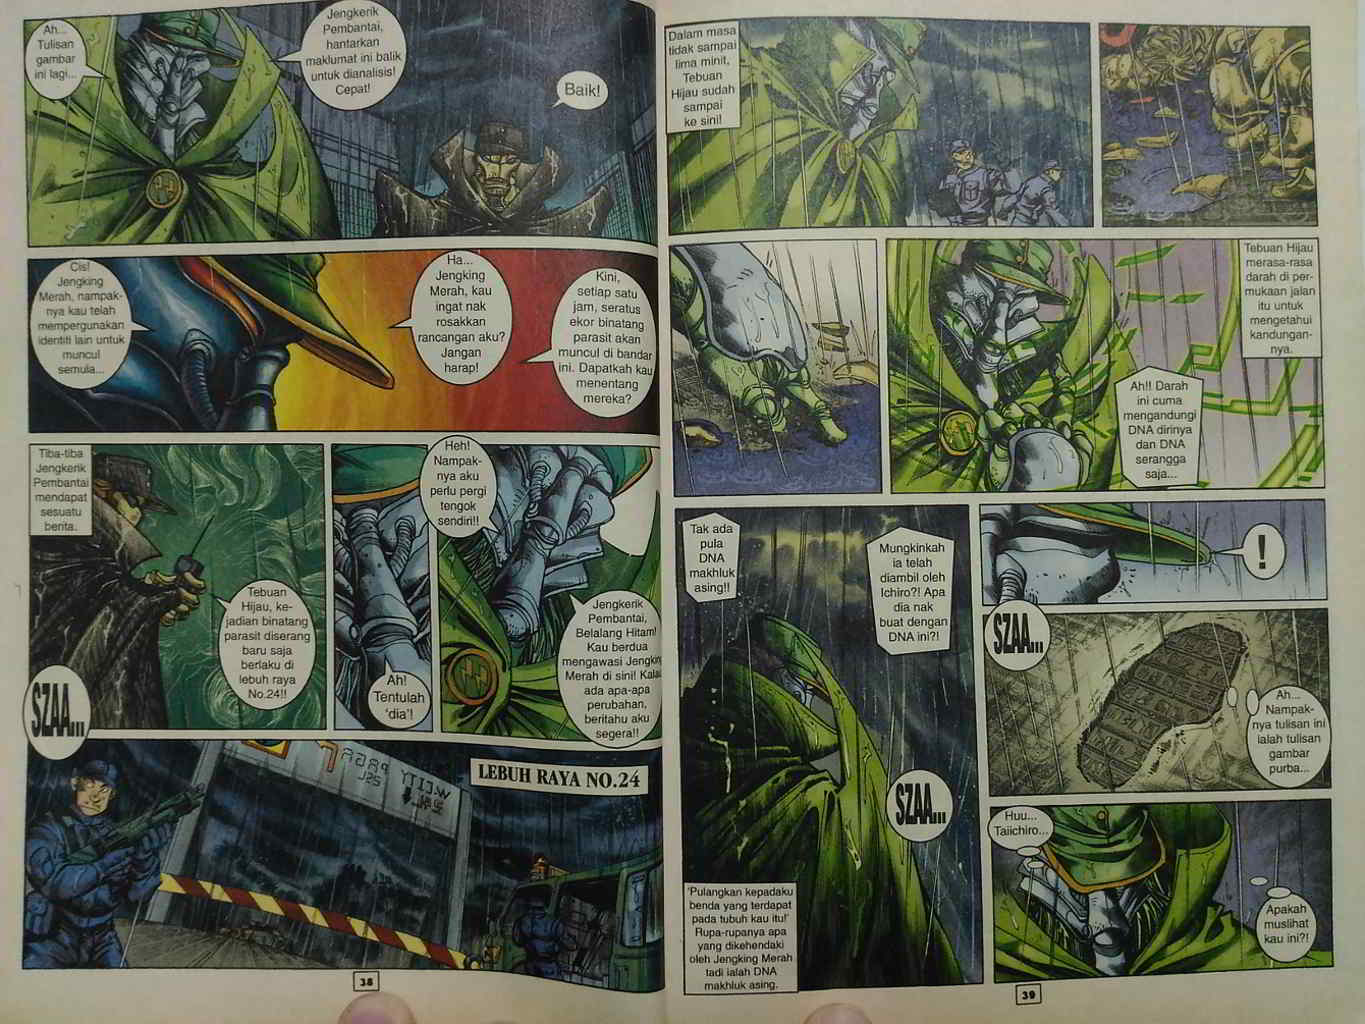 Ah...
Tulisan
gambar
ini lagi...
Jengkerik
Pembantai,
hantarkan
maklumat ini balik
untuk dianalisis!
Cepat!
Baik!
Cis!
Jengking
Merah, nampak-
nya kau telah
mempergunakan
identiti lain untuk
muncul
semula...
Ha...
Jengking
Merah, kau
ingat nak
rosakkan
rancangan aku?
Jangan
harap!
Kini,
setiap satu
jam, seratus
ekor binatang
parasit akan
muncul di bandar
ini. Dapatkah kau
menentang
mereka?
Tiba-tiba
Jengkerik
Pembantai
mendapat
sesuatu
berita.
Tebuan
Hijau, ke-
jadian binatang
parasit diserang
baru saja
berlaku di
lebuh raya
No.24!!
Ah!
Tentulah
'dia'!
Heh!
Nampak-
nya aku
perlu pergi
tengok
sendiri!!
Jengkerik
Pembantai,
Belalang Hitam!
Kau berdua
mengawasi Jengking
Merah di sini! Kalau
ada apa-apa
perubahan,
beritahu aku
segera!!
SZAA...
LEBUH RAYA NO.24
38
Dalam masa
tidak sampai
lima minit,
Tebuan
Hijau sudah
sampai
ke sini!
Tebuan Hijau
merasa-rasa
darah di per-
mukaan jalan
itu untuk
mengetahui
kandungan-
nya.
Ah!! Darah
ini cuma
mengandungi
DNA dirinya
dan DNA
serangga
saja...
Tak ada
pula
DNA
makhluk
asing!!
Mungkinkah
ia telah
diambil oleh
Ichiro?! Apa
dia nak
buat dengan
DNA ini?!
SZAA...
'Pulangkan kepadaku
benda yang terdapat
pada tubuh kau itu!'
Rupa-rupanya apa
yang dikehendaki
oleh Jengking Merah
tadi ialah DNA
makhluk asing.
!
SZAA...
Ah...
Nampak-
nya tulisan ini
ialah tulisan
gambar
purba...
Huu...
Taiichiro...
Apakah
muslihat
kau ini?!
39